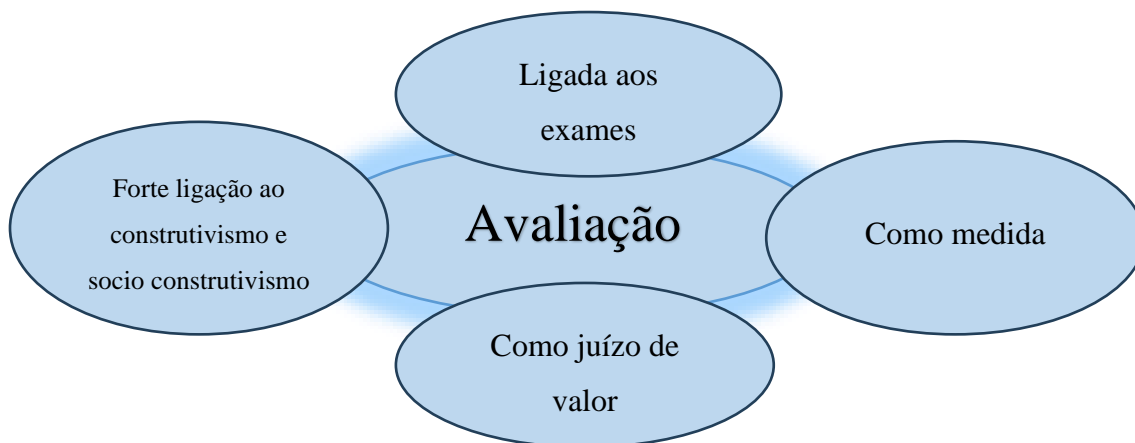 Ligada aos
exames
Forte ligação ao
construtivismo e
socio construtivismo
Avaliação
Como medida
Como juízo de
valor